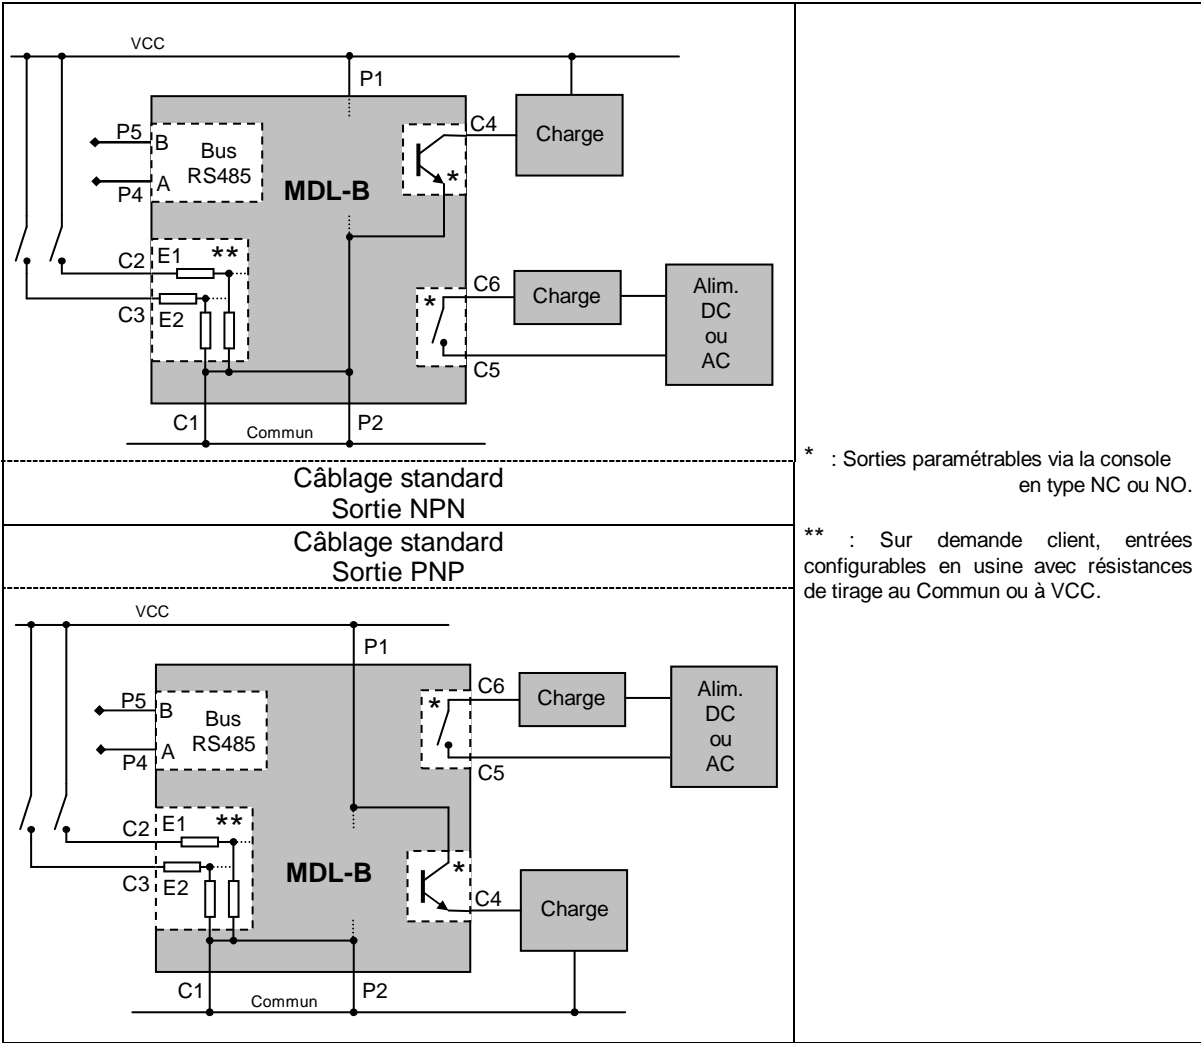 VCC
P1
C4
Charge
P5
B
Bus
RS485
A
P4
MDL-B
*
C2
E1
**
C3
E2
C6
*
Charge
Alim.
DC
ou
AC
C5
C1
Commun
P2
Câblage standard
Sortie NPN
Câblage standard
Sortie PNP
VCC
P1
C6
*
Charge
Alim.
DC
ou
AC
C5
P5
B
Bus
RS485
A
P4
C2
E1
**
C3
E2
MDL-B
*
C4
Charge
C1
Commun
P2
* : Sorties paramétrables via la console
en type NC ou NO.
** : Sur demande client, entrées
configurables en usine avec résistances
de tirage au Commun ou à VCC.